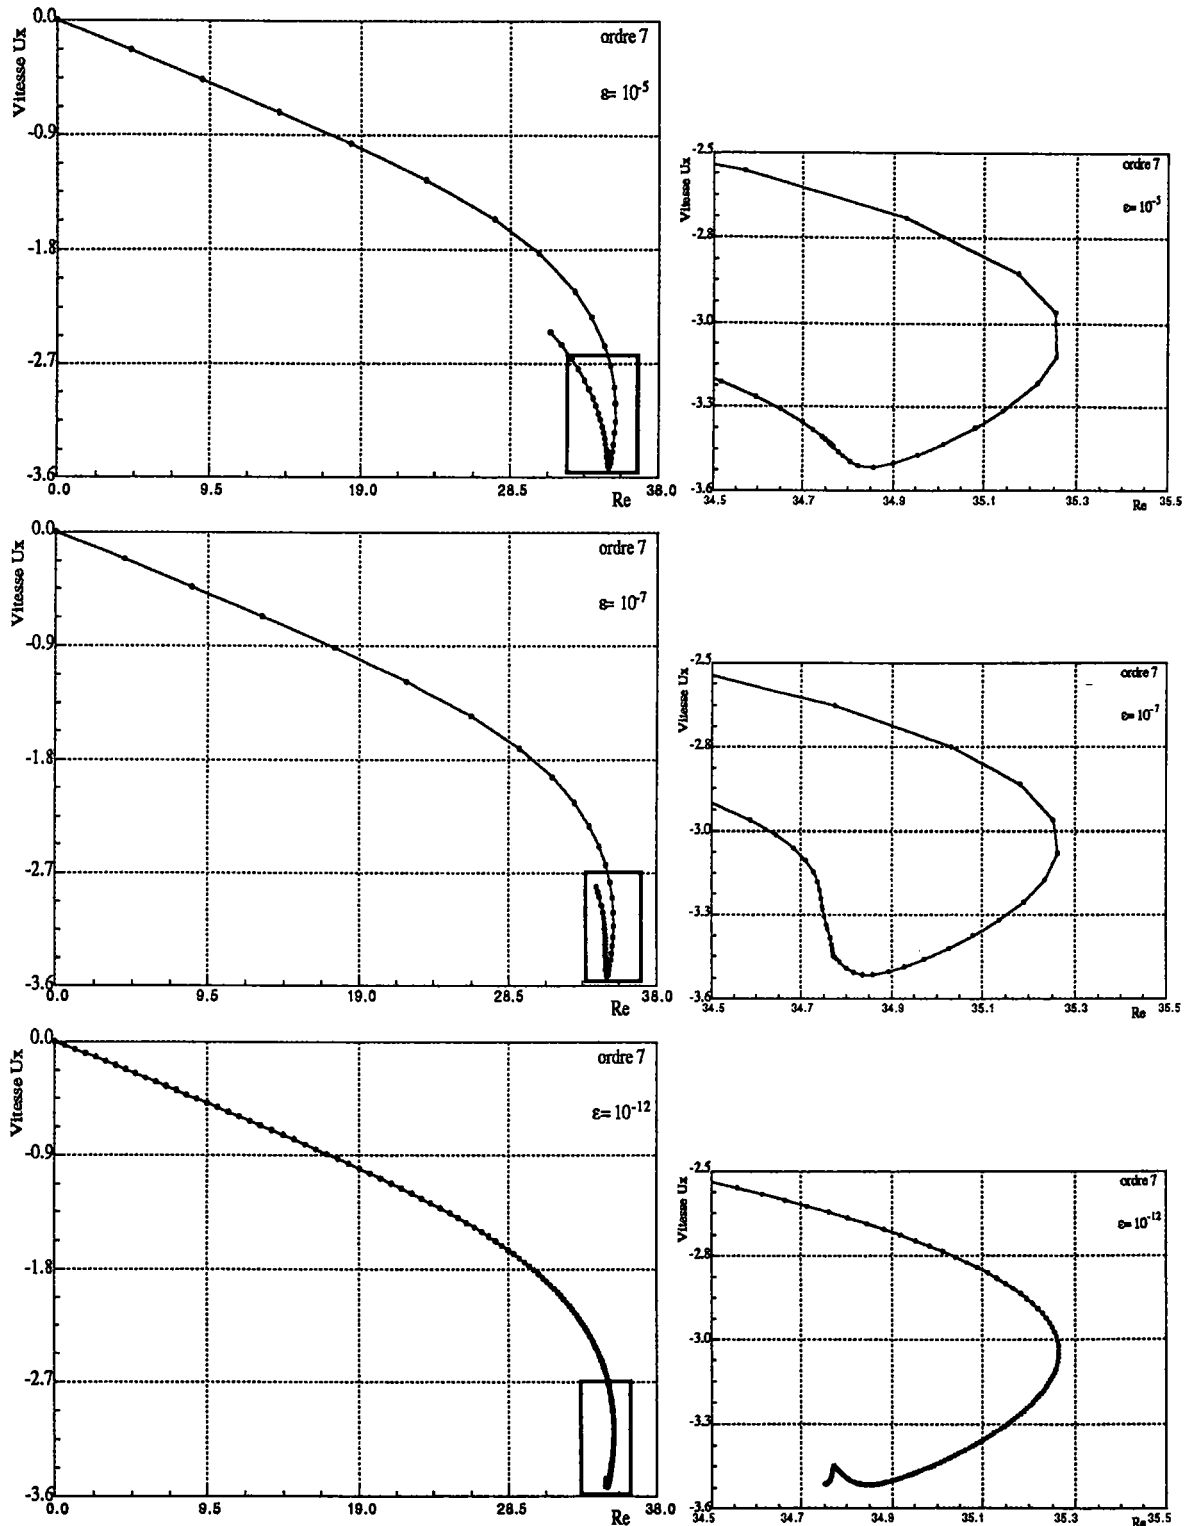 0.0
Vitesse Ux
-0.9
-1.8
-2.7
-3.6
0.0
9.5
19.0
28.5
38.0
Re
ordre 7
ε= 10^-5
-2.5
Vitesse Ux
-2.8
-3.0
-3.3
-3.6
34.5
34.7
34.9
35.1
35.3
35.5
Re
ordre 7
ε= 10^-5
0.0
Vitesse Ux
-0.9
-1.8
-2.7
-3.6
0.0
9.5
19.0
28.5
38.0
Re
ordre 7
ε= 10^-7
-2.5
Vitesse Ux
-2.8
-3.0
-3.3
-3.6
34.5
34.7
34.9
35.1
35.3
35.5
Re
ordre 7
ε= 10^-7
0.0
Vitesse Ux
-0.9
-1.8
-2.7
-3.6
0.0
9.5
19.0
28.5
38.0
Re
ordre 7
ε= 10^-12
-2.5
Vitesse Ux
-2.8
-3.0
-3.3
-3.6
34.5
34.7
34.9
35.1
35.3
35.5
Re
ordre 7
ε= 10^-12